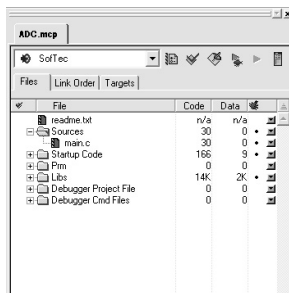 ADC.mcp
SofTec
Files Link Order Targets
File Code Data
readme.txt n/a n/a
Sources 30 0
main.c 30 0
Startup Code 166 9
Prm 0 0
Libs 14K 2K
Debugger Project File 0 0
Debugger Cmd Files 0 0